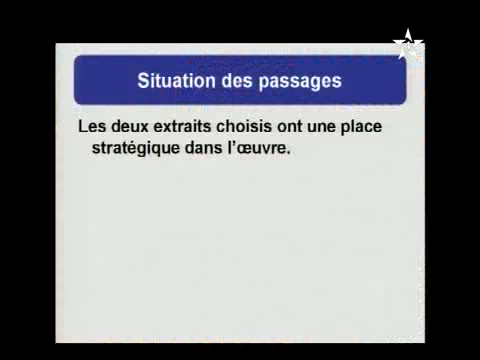 Situation des passages
Les deux extraits choisis ont une place
stratégique dans l'œuvre.